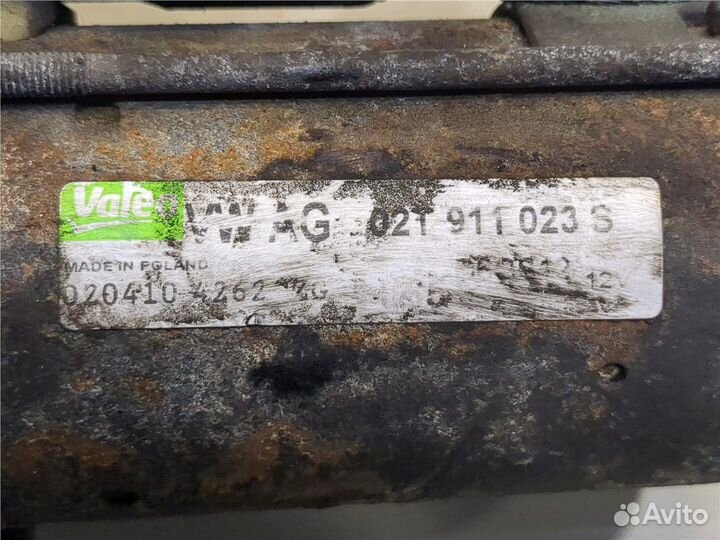 Valeo VW AG 021 911 023 S
MADE IN POLAND
12V
020410 4262
Avito